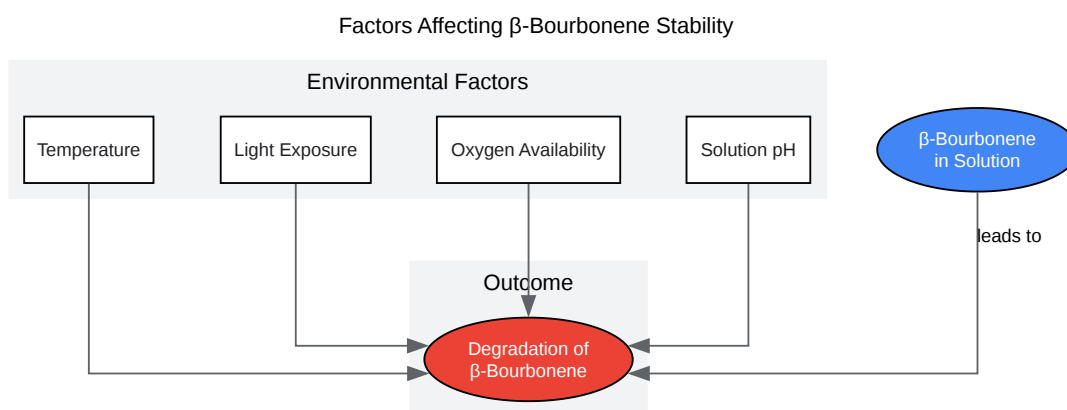 Factors Affecting β-Bourbonene Stability
Environmental Factors
Temperature
Light Exposure
Oxygen Availability
Solution pH
β-Bourbonene
in Solution
leads to
Outcome
Degradation of
β-Bourbonene